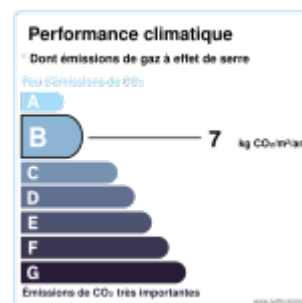 Performance climatique
* Dont émissions de gaz à effet de serre
Peu d'émissions de CO₂
A
B 7 kg CO₂/m²/an
C
D
E
F
G
Émissions de CO₂ très importantes